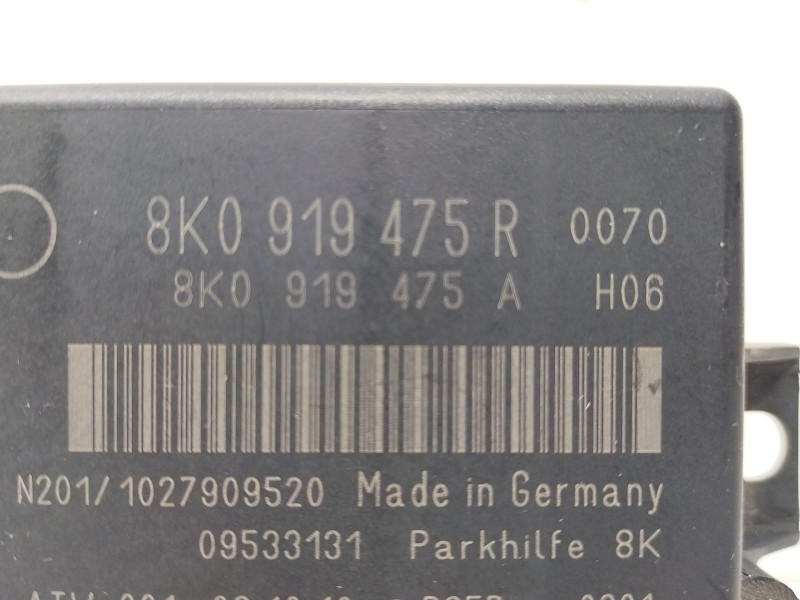 8K0 919 475 R 0070
8K0 919 475 A H06
N201/1027909520 Made in Germany
09533131 Parkhilfe 8K